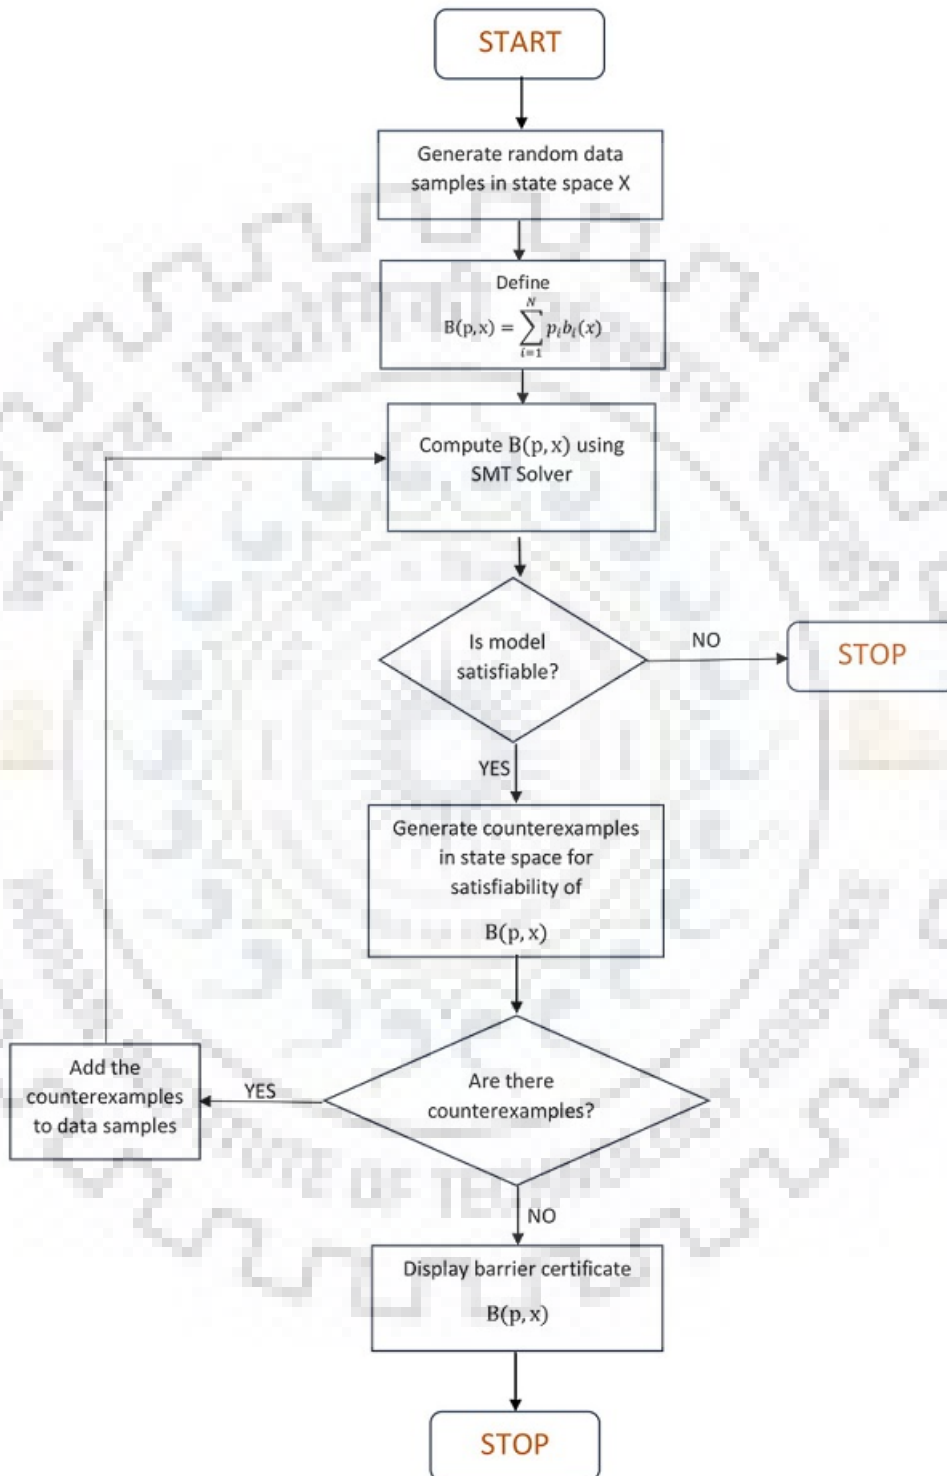 START
Generate random data
samples in state space X
Define
B(p,x) = \sum_{i=1}^{N} p_i b_i(x)
Compute B(p, x) using
SMT Solver
Is model
satisfiable?
NO
STOP
YES
Generate counterexamples
in state space for
satisfiability of
B(p, x)
Are there
counterexamples?
YES
Add the
counterexamples
to data samples
NO
Display barrier certificate
B(p, x)
STOP